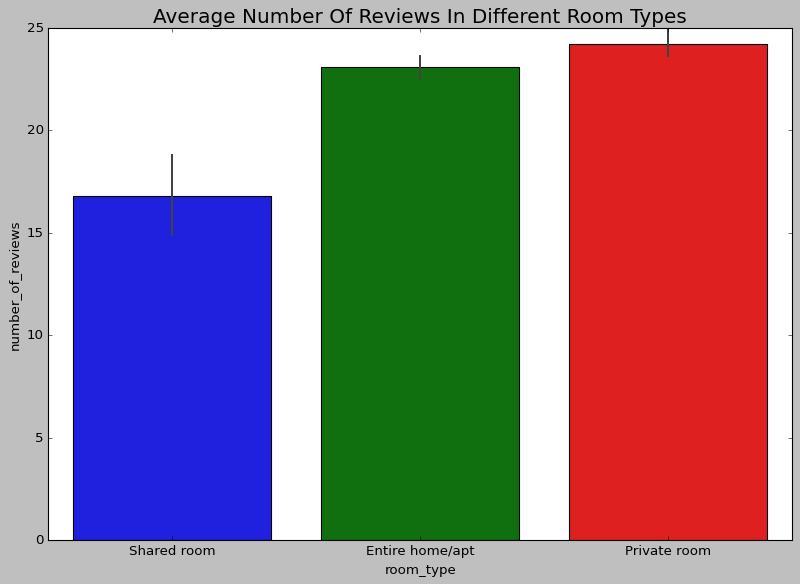 Average Number Of Reviews In Different Room Types
25
20
15
10
5
0
number_of_reviews
Shared room
Entire home/apt
Private room
room_type